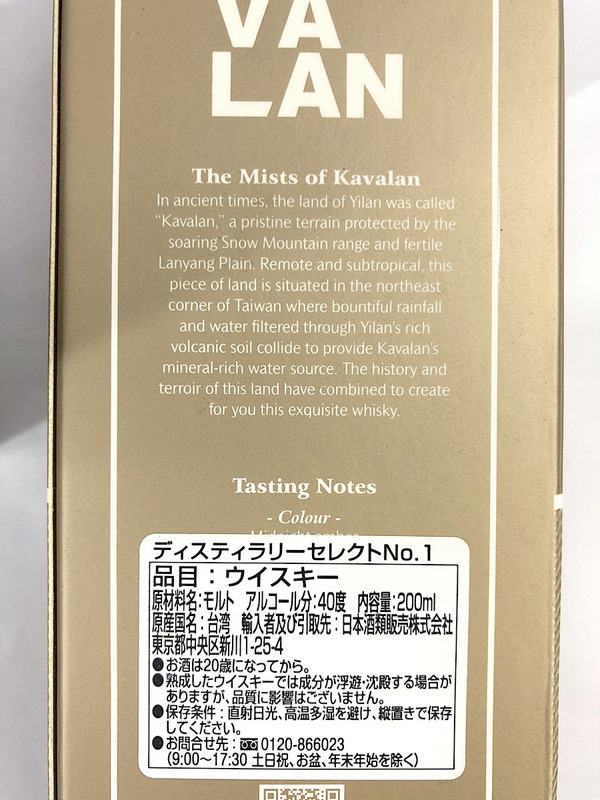 VA
LAN
The Mists of Kavalan
In ancient times, the land of Yilan was called
“Kavalan,” a pristine terrain protected by the
soaring Snow Mountain range and fertile
Lanyang Plain. Remote and subtropical, this
piece of land is situated in the northeast
corner of Taiwan where bountiful rainfall
and water filtered through Yilan’s rich
volcanic soil collide to provide Kavalan’s
mineral-rich water source. The history and
terroir of this land have combined to create
for you this exquisite whisky.
Tasting Notes
- Colour -
ディスティラリーセレクトNo.1
品目：ウイスキー
原材料名：モルト　アルコール分：40度　内容量：200ml
原産国名：台湾　輸入者及び引取先：日本酒類販売株式会社
東京都中央区新川1-25-4
●お酒は20歳になってから。
●熟成したウイスキーでは成分が浮遊・沈殿する場合が
ありますが、品質に影響はございません。
●保存条件：直射日光、高温多湿を避け、縦置きで保存
してください。
●お問合せ先：0120-866023
（9:00～17:30 土日祝、お盆、年末年始を除く）